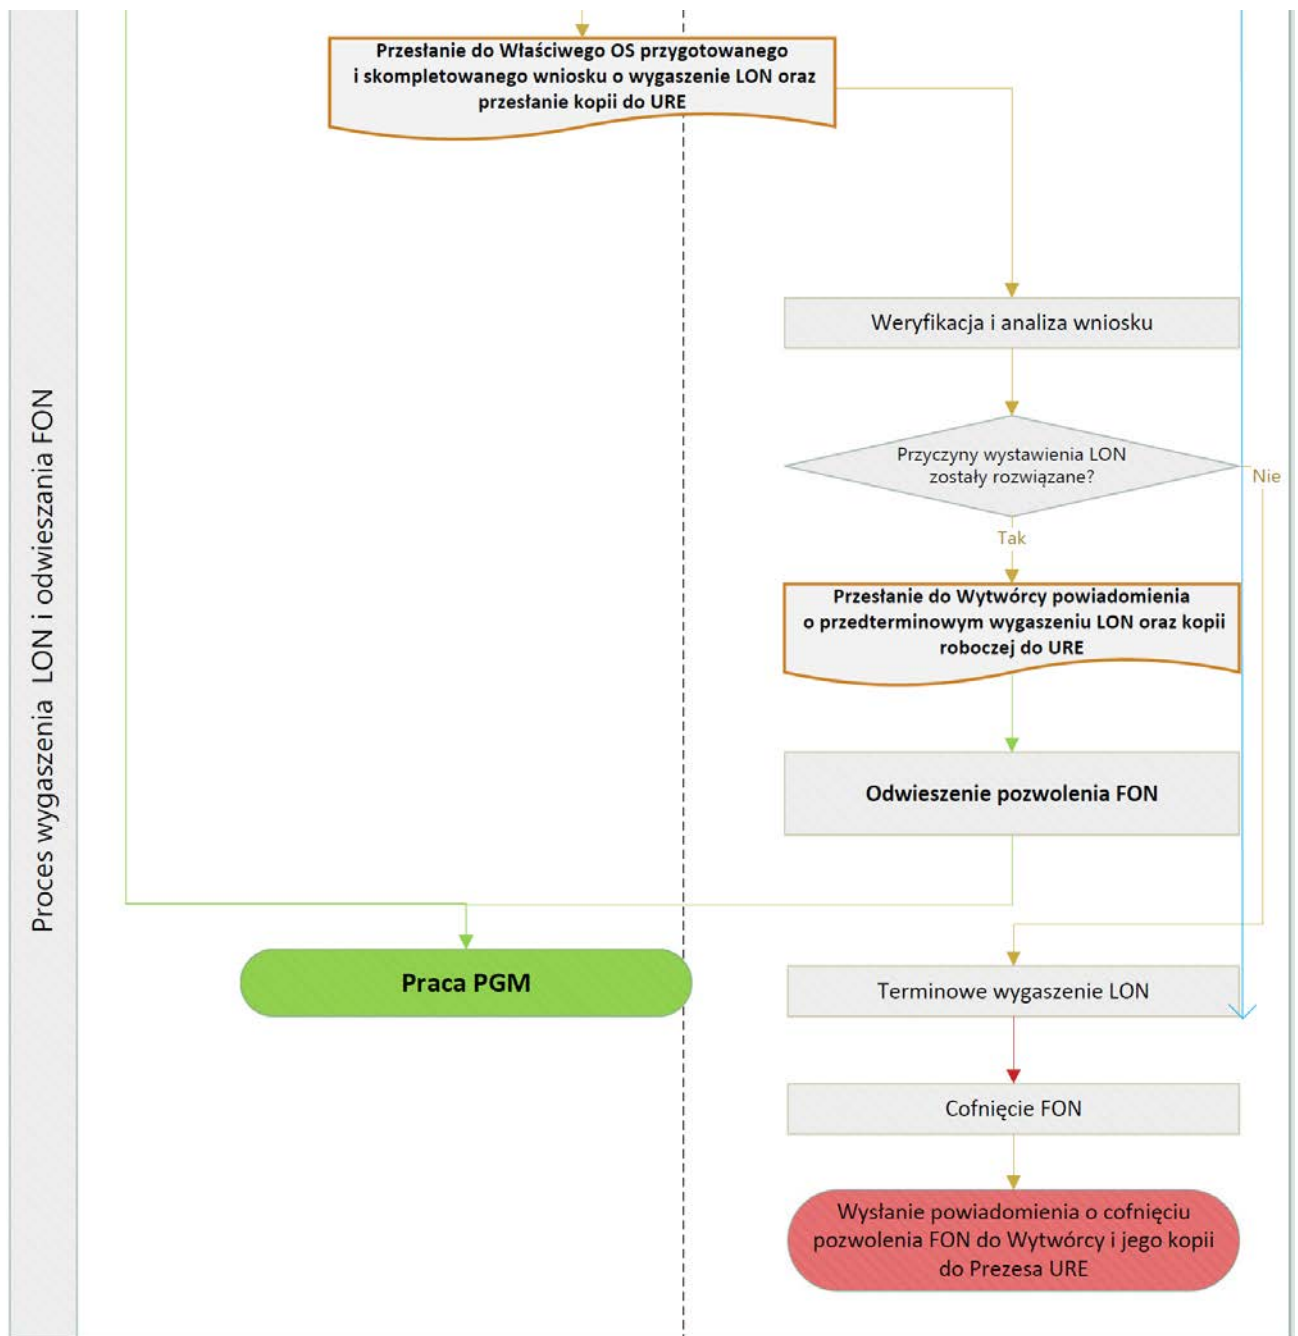 Proces wygaszenia LON i odwieszania FON
Przesłanie do Właściwego OS przygotowanego
i skompletowanego wniosku o wygaszenie LON oraz
przesłanie kopii do URE
Weryfikacja i analiza wniosku
Przyczyny wystawienia LON
zostały rozwiązane?
Nie
Tak
Przesłanie do Wytwórcy powiadomienia
o przedterminowym wygaszeniu LON oraz kopii
roboczej do URE
Odwieszenie pozwolenia FON
Praca PGM
Terminowe wygaszenie LON
Cofnięcie FON
Wysłanie powiadomienia o cofnięciu
pozwolenia FON do Wytwórcy i jego kopii
do Prezesa URE